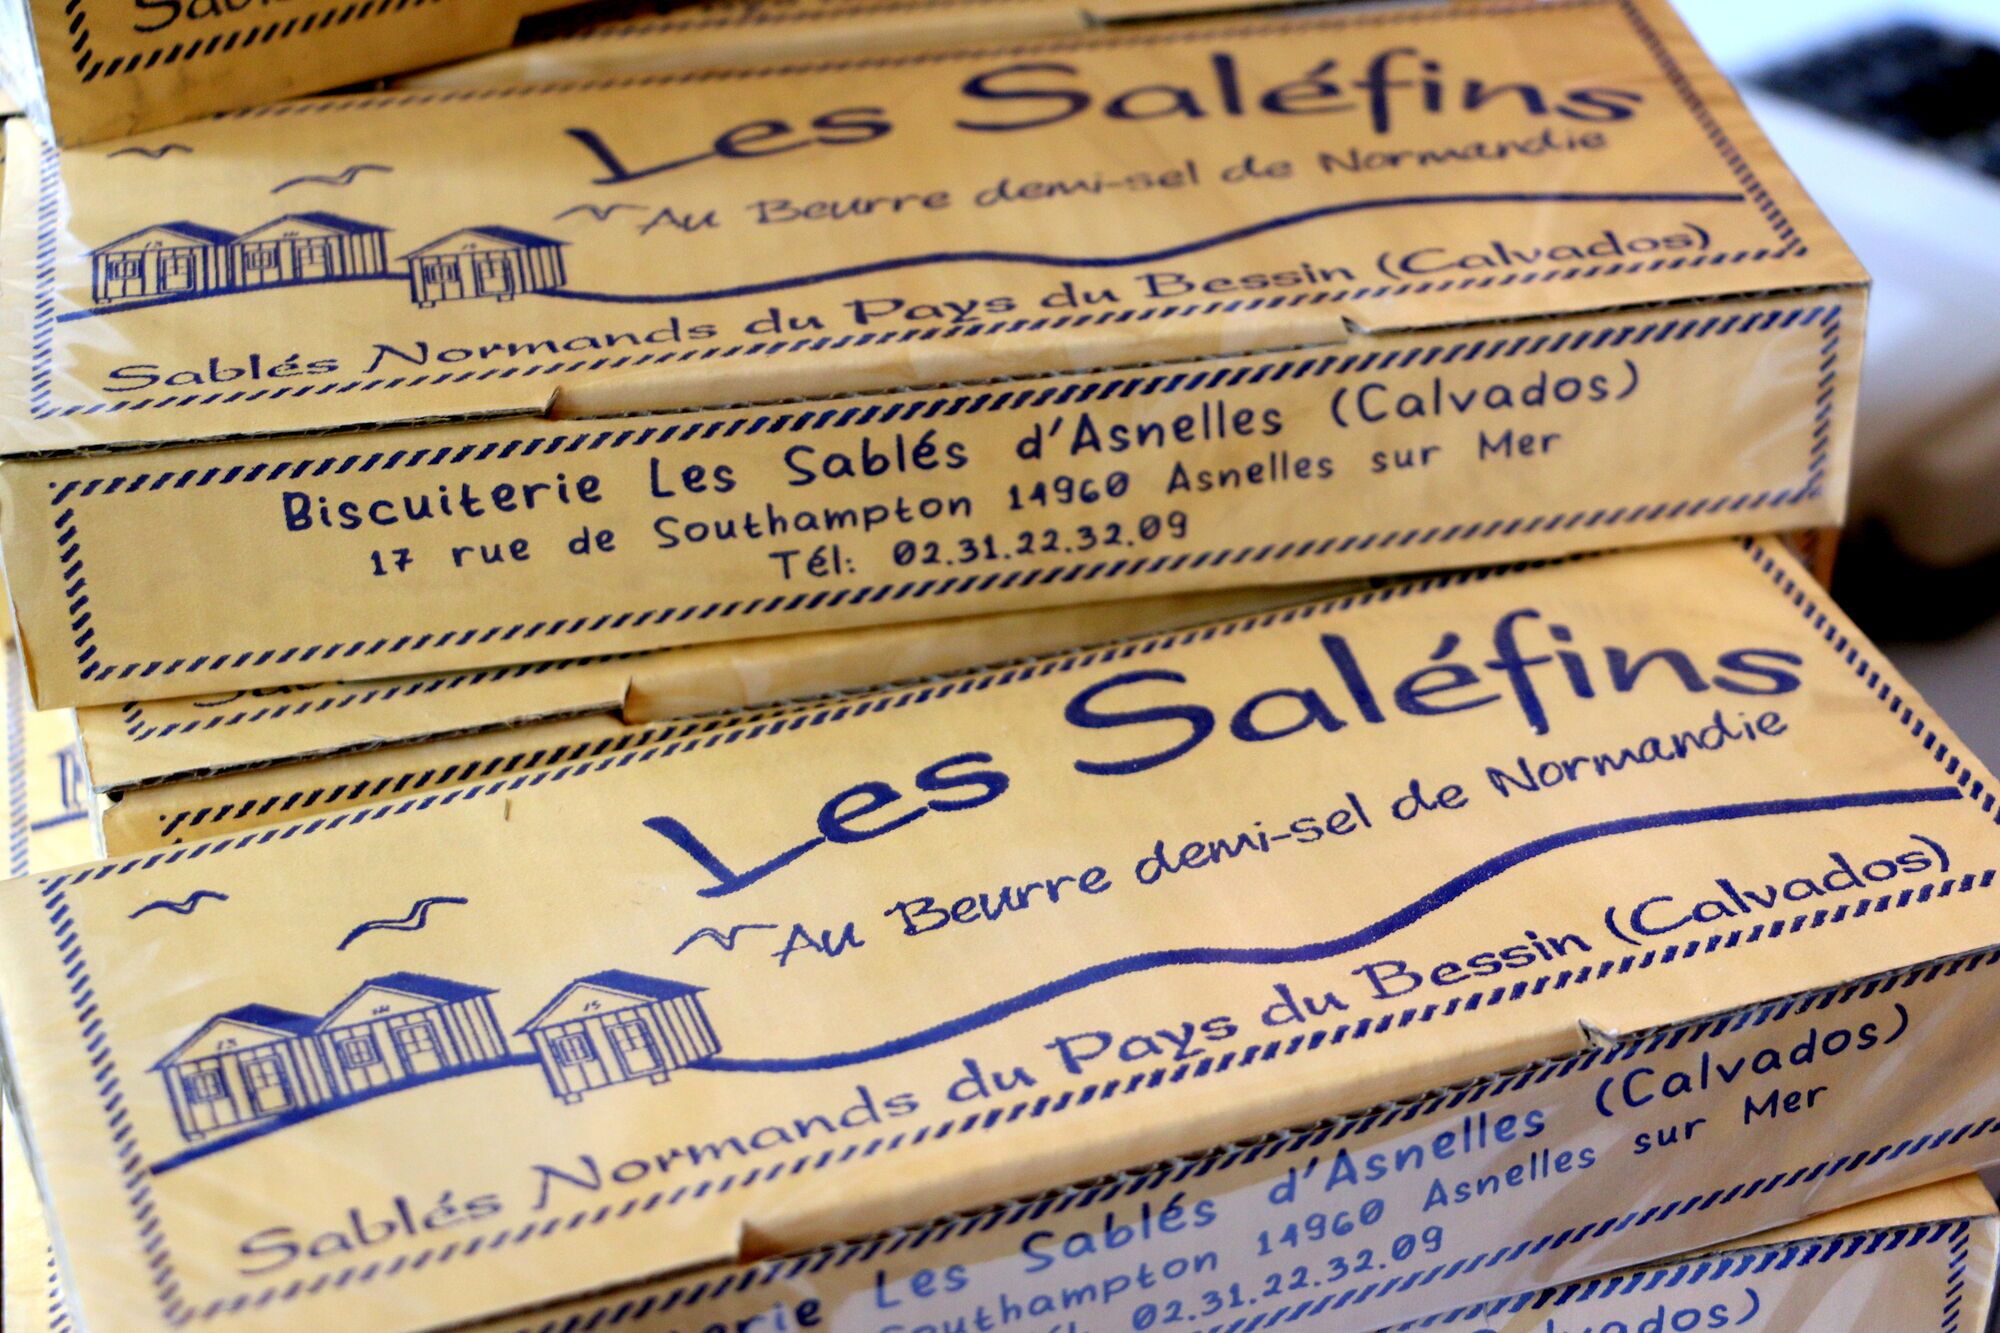 Les Saléfins
Au Beurre demi-sel de Normandie
Sablés Normands du Pays du Bessin (Calvados)
Biscuiterie Les Sablés d'Asnelles (Calvados)
17 rue de Southampton 14960 Asnelles sur Mer
Tél: 02.31.22.32.09
Les Saléfins
Au Beurre demi-sel de Normandie
13 14 15
Sablés Normands du Pays du Bessin (Calvados)
Les Sablés d'Asnelles (Calvados)
14960 Asnelles sur Mer
02.31.22.32.09